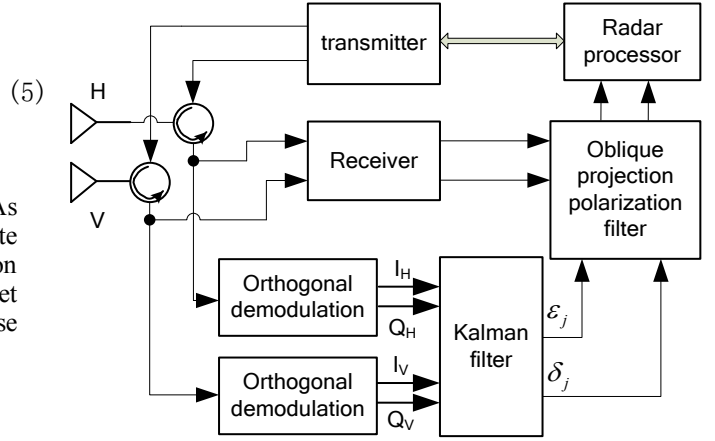 transmitter
Radar
processor
(5)
H
V
Receiver
Oblique
projection
polarization
filter
As
te
on
et
se
Orthogonal
demodulation
I_H
Q_H
Kalman
filter
ε_j
δ_j
Orthogonal
demodulation
I_V
Q_V